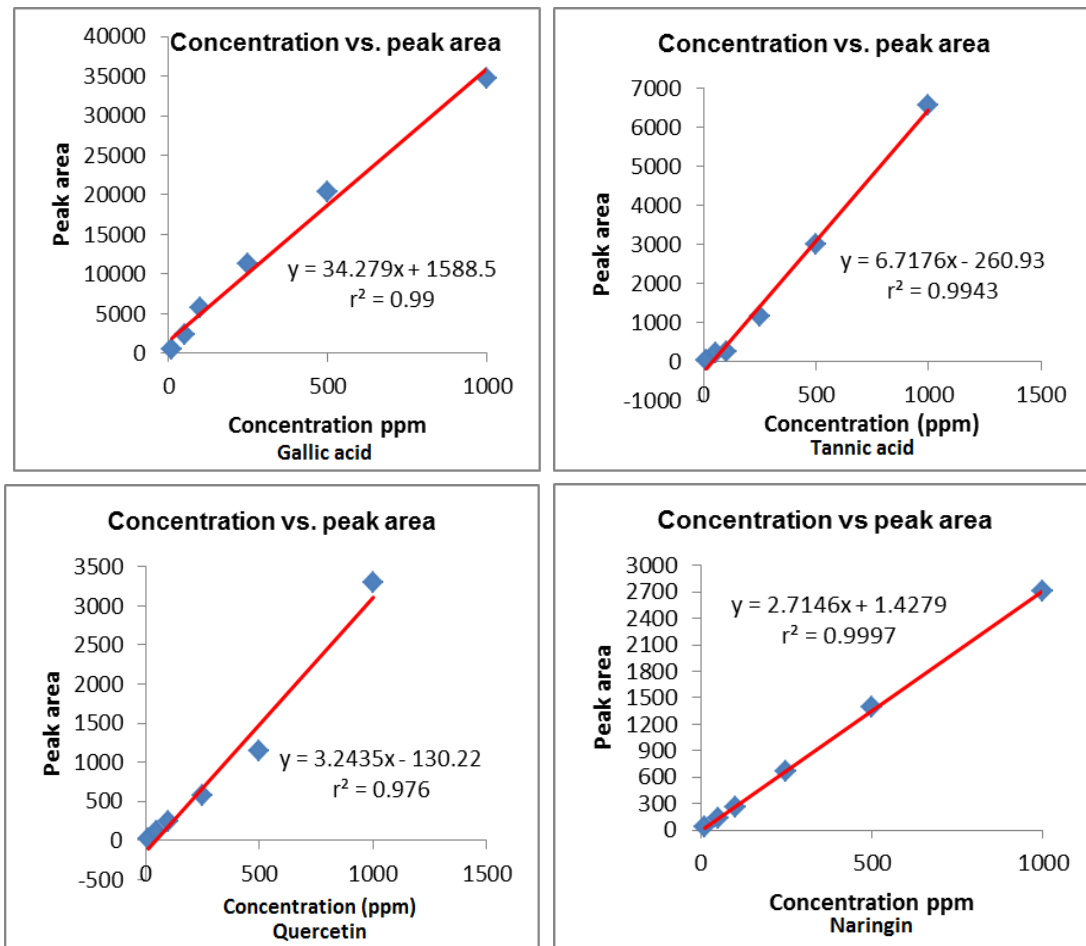 Concentration vs. peak area
40000
35000
30000
25000
20000
15000
10000
5000
0
Peak area
y = 34.279x + 1588.5
r² = 0.99
0 500 1000
Concentration ppm
Gallic acid
Concentration vs. peak area
7000
6000
5000
4000
3000
2000
1000
0
-1000
Peak area
y = 6.7176x - 260.93
r² = 0.9943
0 500 1000 1500
Concentration (ppm)
Tannic acid
Concentration vs. peak area
3500
3000
2500
2000
1500
1000
500
0
-500
Peak area
y = 3.2435x - 130.22
r² = 0.976
0 500 1000 1500
Concentration (ppm)
Quercetin
Concentration vs peak area
3000
2700
2400
2100
1800
1500
1200
900
600
300
0
Peak area
y = 2.7146x + 1.4279
r² = 0.9997
0 500 1000
Concentration ppm
Naringin